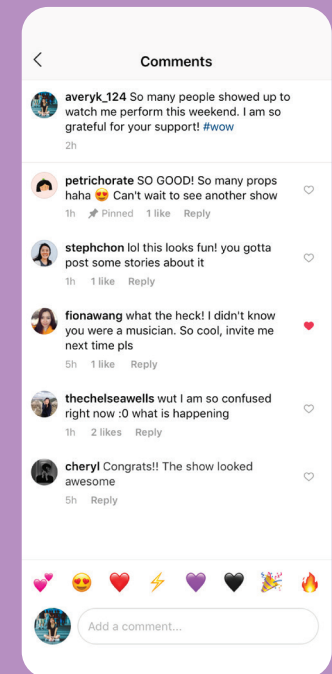 Comments
averyk_124 So many people showed up to
watch me perform this weekend. I am so
grateful for your support! #wow
2h
petrichorate SO GOOD! So many props
haha 😍 Can't wait to see another show
1h 📌 Pinned 1 like Reply
stephchon lol this looks fun! you gotta
post some stories about it
1h 1 like Reply
fionawang what the heck! I didn't know
you were a musician. So cool, invite me
next time pls
5h 1 like Reply
thechelseawells wut I am so confused
right now :0 what is happening
1h 2 likes Reply
cheryl Congrats!! The show looked
awesome
5h Reply
Add a comment...